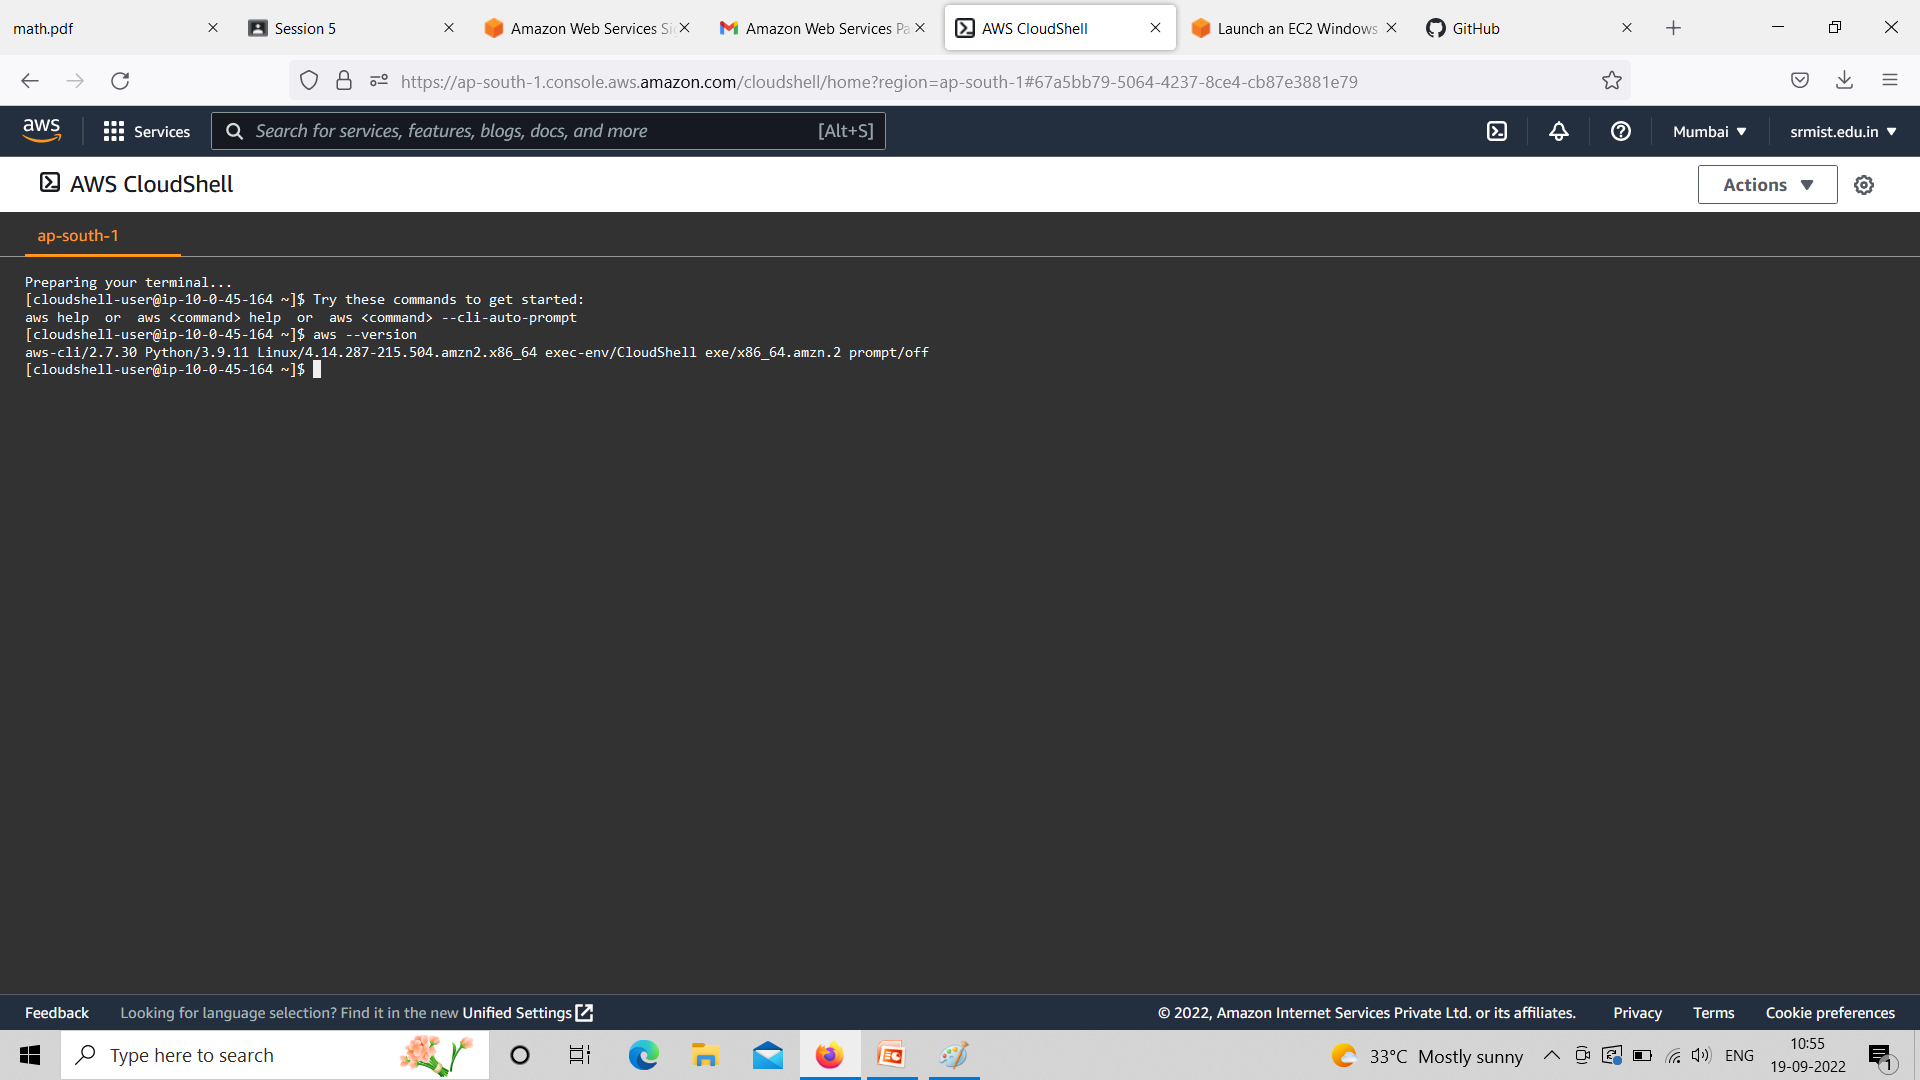 math.pdf
Session 5
Amazon Web Services Si
Amazon Web Services Pa
AWS CloudShell
Launch an EC2 Windows
GitHub
https://ap-south-1.console.aws.amazon.com/cloudshell/home?region=ap-south-1#67a5bb79-5064-4237-8ce4-cb87e3881e79
aws
Services
Search for services, features, blogs, docs, and more
[Alt+S]
Mumbai
srmist.edu.in
AWS CloudShell
Actions
ap-south-1
Preparing your terminal...
[cloudshell-user@ip-10-0-45-164 ~]$ Try these commands to get started:
aws help  or  aws <command> help  or  aws <command> --cli-auto-prompt
[cloudshell-user@ip-10-0-45-164 ~]$ aws --version
aws-cli/2.7.30 Python/3.9.11 Linux/4.14.287-215.504.amzn2.x86_64 exec-env/CloudShell exe/x86_64.amzn.2 prompt/off
[cloudshell-user@ip-10-0-45-164 ~]$
Feedback
Looking for language selection? Find it in the new Unified Settings
© 2022, Amazon Internet Services Private Ltd. or its affiliates.
Privacy
Terms
Cookie preferences
Type here to search
33°C Mostly sunny
ENG
10:55
19-09-2022
1